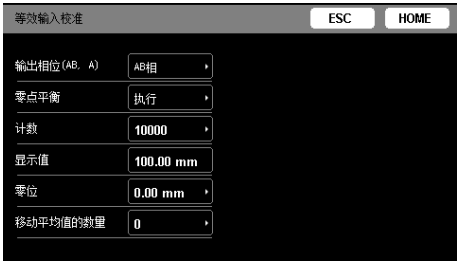 等效输入校准 ESC HOME
输出相位(AB, A) AB相
零点平衡 执行
计数 10000
显示值 100.00 mm
零位 0.00 mm
移动平均值的数量 0